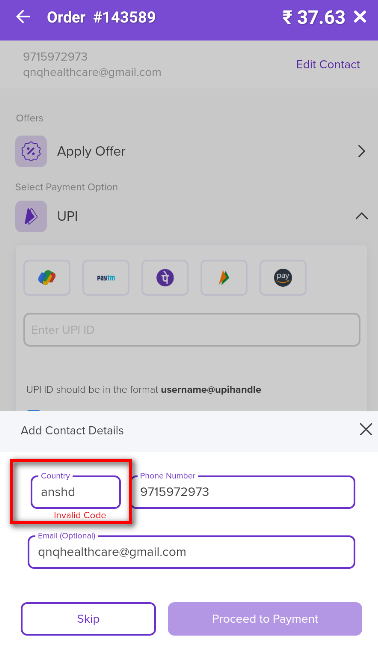 Order #143589 ₹ 37.63
9715972973
qnqhealthcare@gmail.com
Edit Contact
Offers
Apply Offer
Select Payment Option
UPI
paytm
पे
pay
Enter UPI ID
UPI ID should be in the format username@upihandle
Add Contact Details
Country
anshd
Invalid Code
Phone Number
9715972973
Email (Optional)
qnqhealthcare@gmail.com
Skip
Proceed to Payment